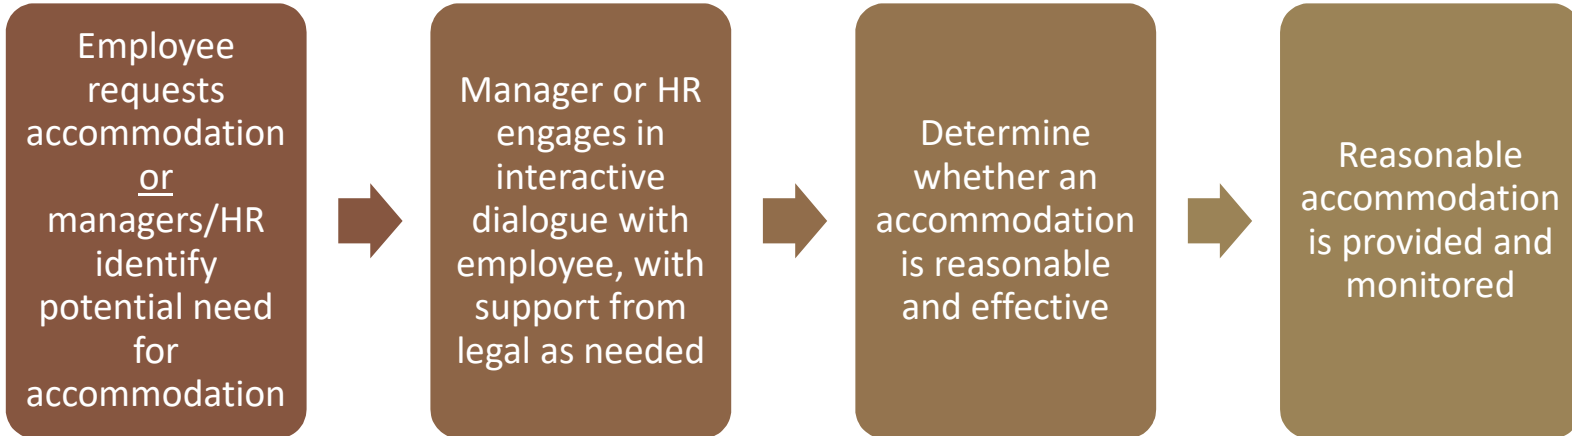 Employee
requests
accommodation
or
managers/HR
identify
potential need
for
accommodation
Manager or HR
engages in
interactive
dialogue with
employee, with
support from
legal as needed
Determine
whether an
accommodation
is reasonable
and effective
Reasonable
accommodation
is provided and
monitored